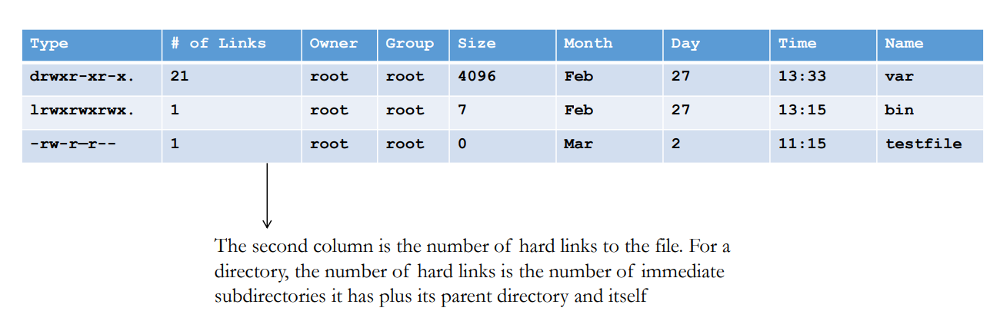 Type # of Links Owner Group Size Month Day Time Name
drwxr-xr-x. 21 root root 4096 Feb 27 13:33 var
lrwxrwxrwx. 1 root root 7 Feb 27 13:15 bin
-rw-r—r-- 1 root root 0 Mar 2 11:15 testfile
The second column is the number of hard links to the file. For a
directory, the number of hard links is the number of immediate
subdirectories it has plus its parent directory and itself